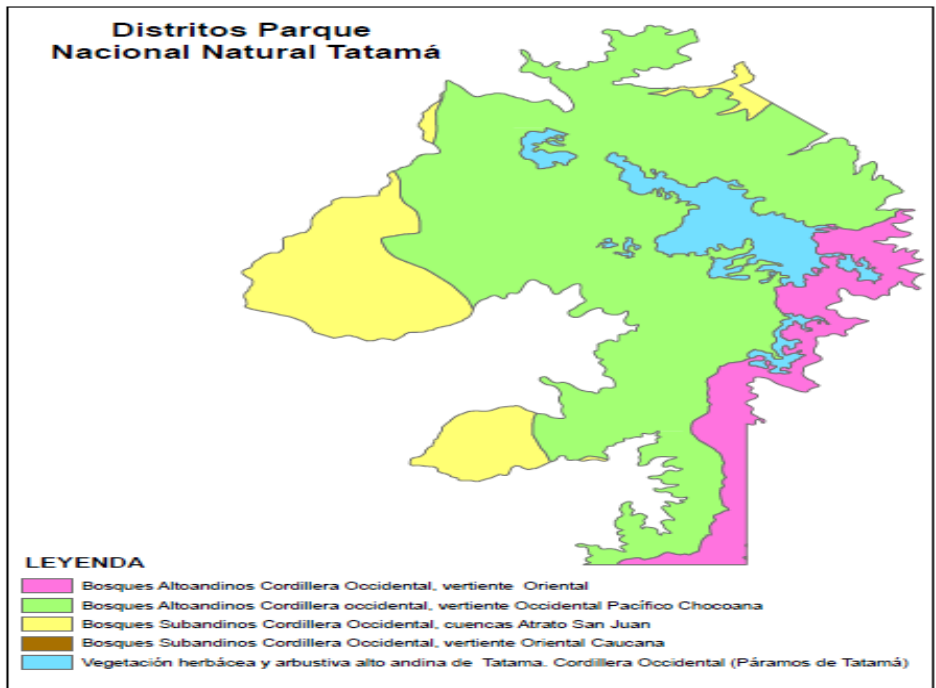 Distritos Parque
Nacional Natural Tatamá
LEYENDA
Bosques Altoandinos Cordillera Occidental, vertiente Oriental
Bosques Altoandinos Cordillera occidental, vertiente Occidental Pacífico Chocoana
Bosques Subandinos Cordillera Occidental, cuencas Atrato San Juan
Bosques Subandinos Cordillera Occidental, vertiente Oriental Caucana
Vegetación herbácea y arbustiva alto andina de Tatama. Cordillera Occidental (Páramos de Tatamá)